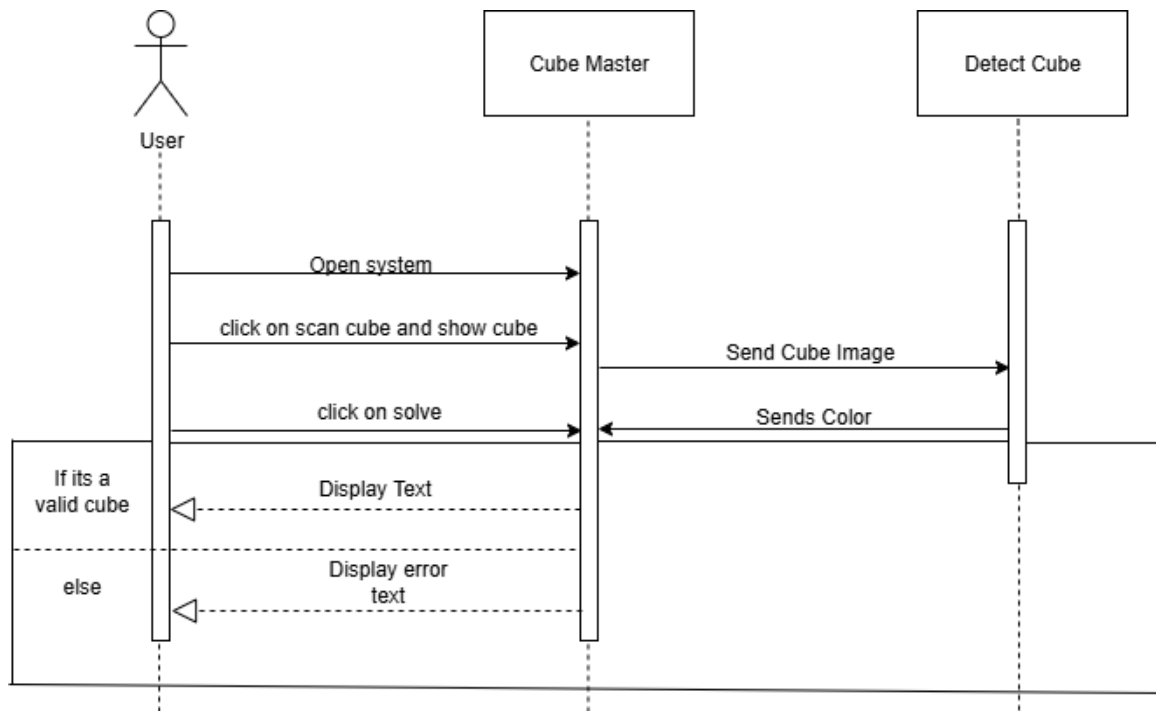 Cube Master
Detect Cube
User
Open system
click on scan cube and show cube
Send Cube Image
click on solve
Sends Color
If its a
valid cube
Display Text
else
Display error
text